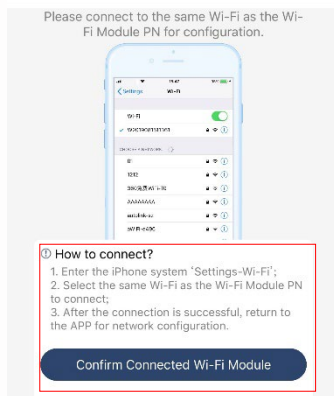 Please connect to the same Wi-Fi as the Wi-
Fi Module PN for configuration.
Settings
Wi-Fi
Wi-Fi
1212
AAAAAAAA
How to connect?
1. Enter the iPhone system 'Settings-Wi-Fi';
2. Select the same Wi-Fi as the Wi-Fi Module PN
to connect;
3. After the connection is successful, return to
the APP for network configuration.
Confirm Connected Wi-Fi Module